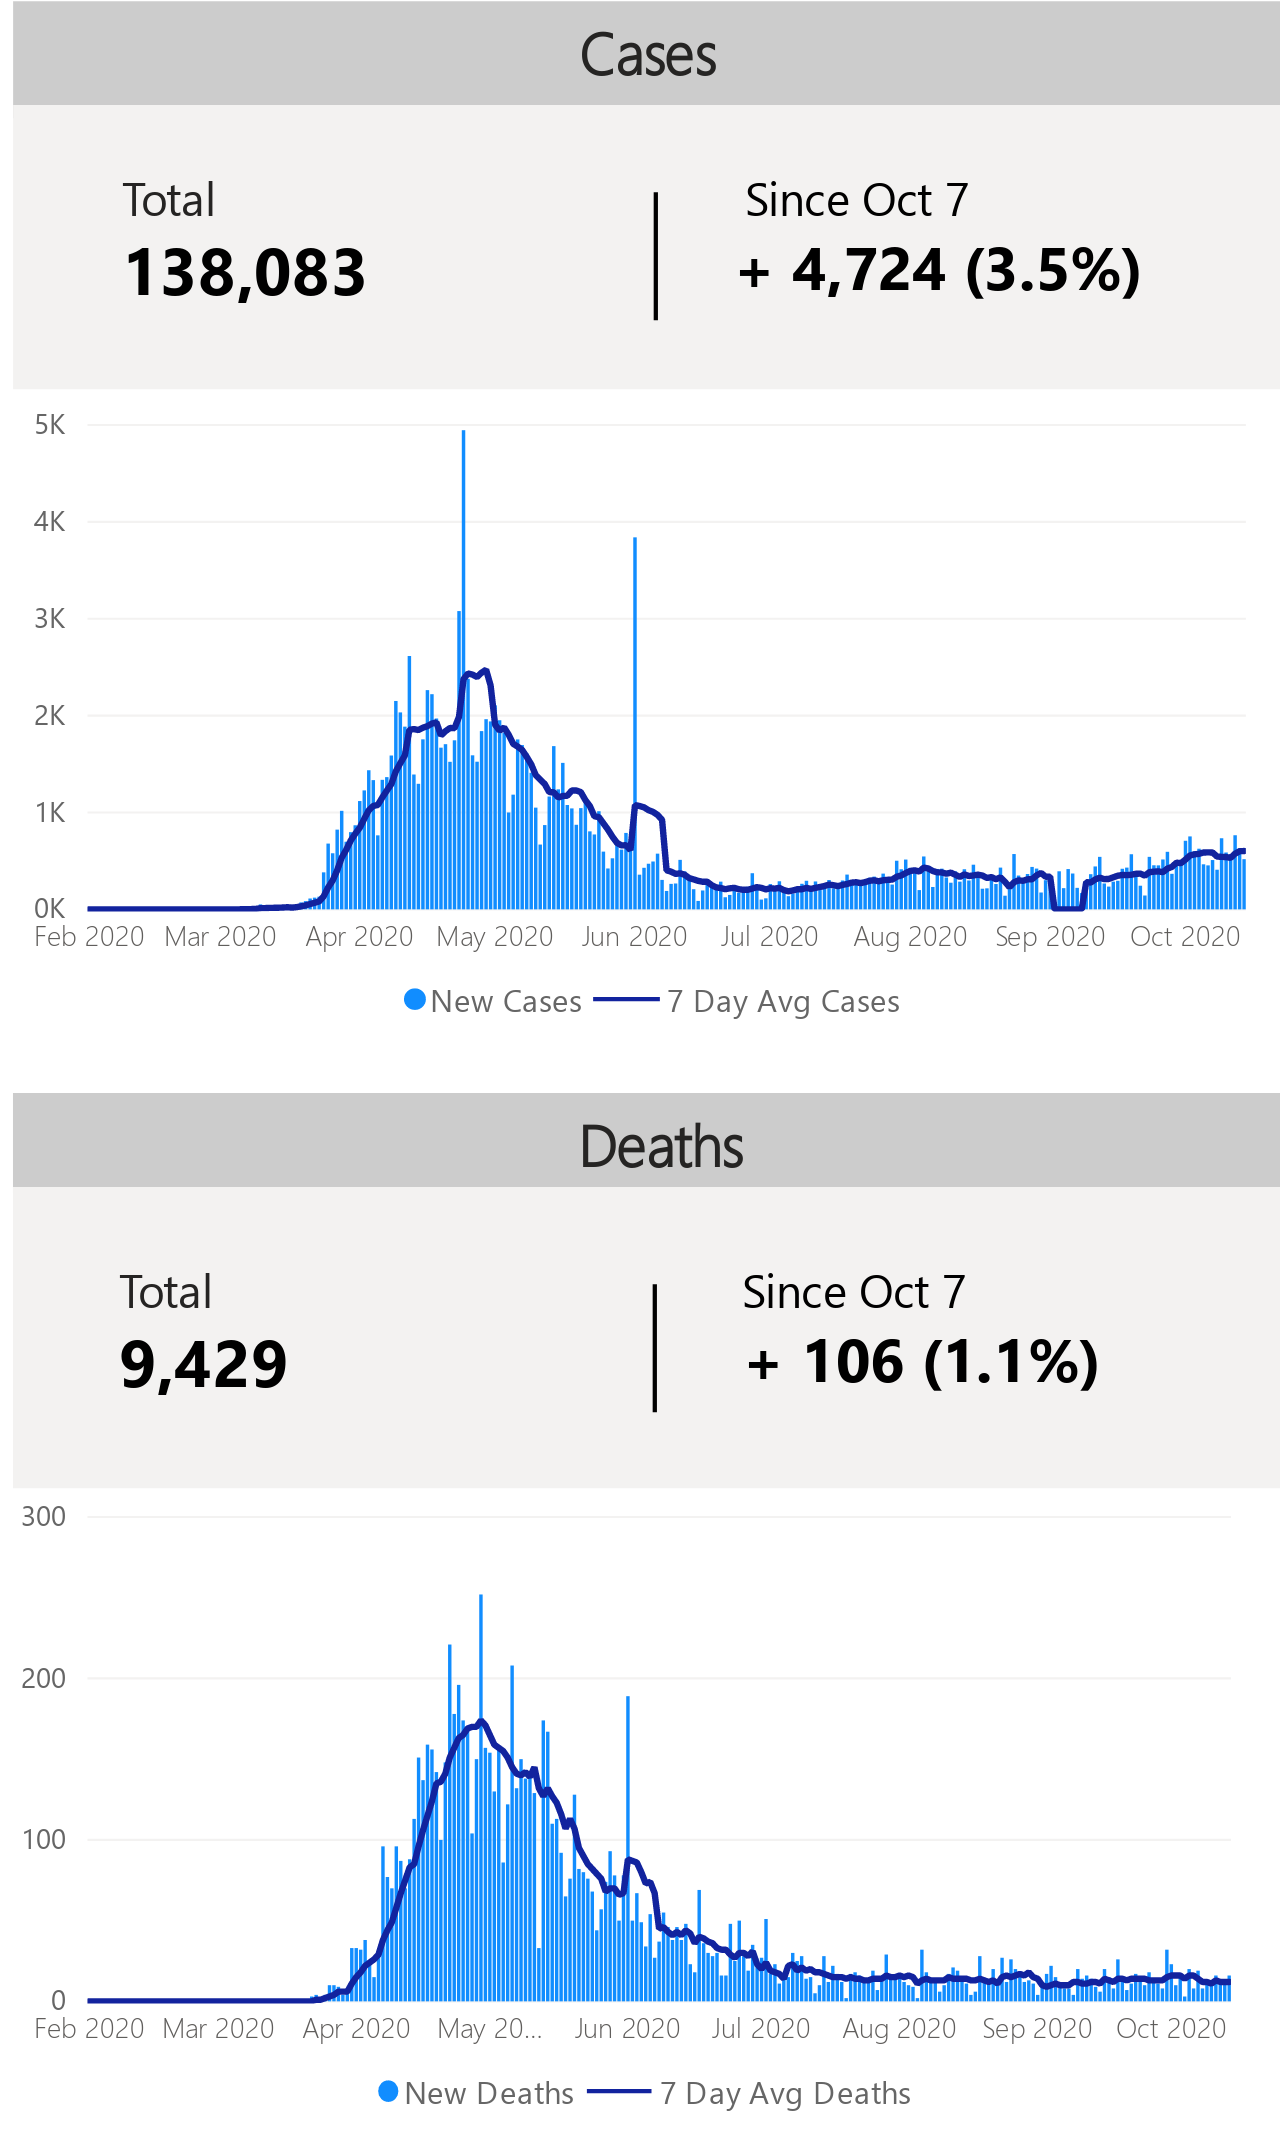 Cases
Total
Since Oct 7
138,083
+ 4,724 (3.5%)
5K
4K
3K
2K
1K
0K
Feb 2020 Mar 2020 Apr 2020 May 2020 Jun 2020 Jul 2020 Aug 2020 Sep 2020 Oct 2020
New Cases 7 Day Avg Cases
Deaths
Total
Since Oct 7
9,429
+ 106 (1.1%)
300
200
100
0
Feb 2020 Mar 2020 Apr 2020 May 20... Jun 2020 Jul 2020 Aug 2020 Sep 2020 Oct 2020
New Deaths 7 Day Avg Deaths